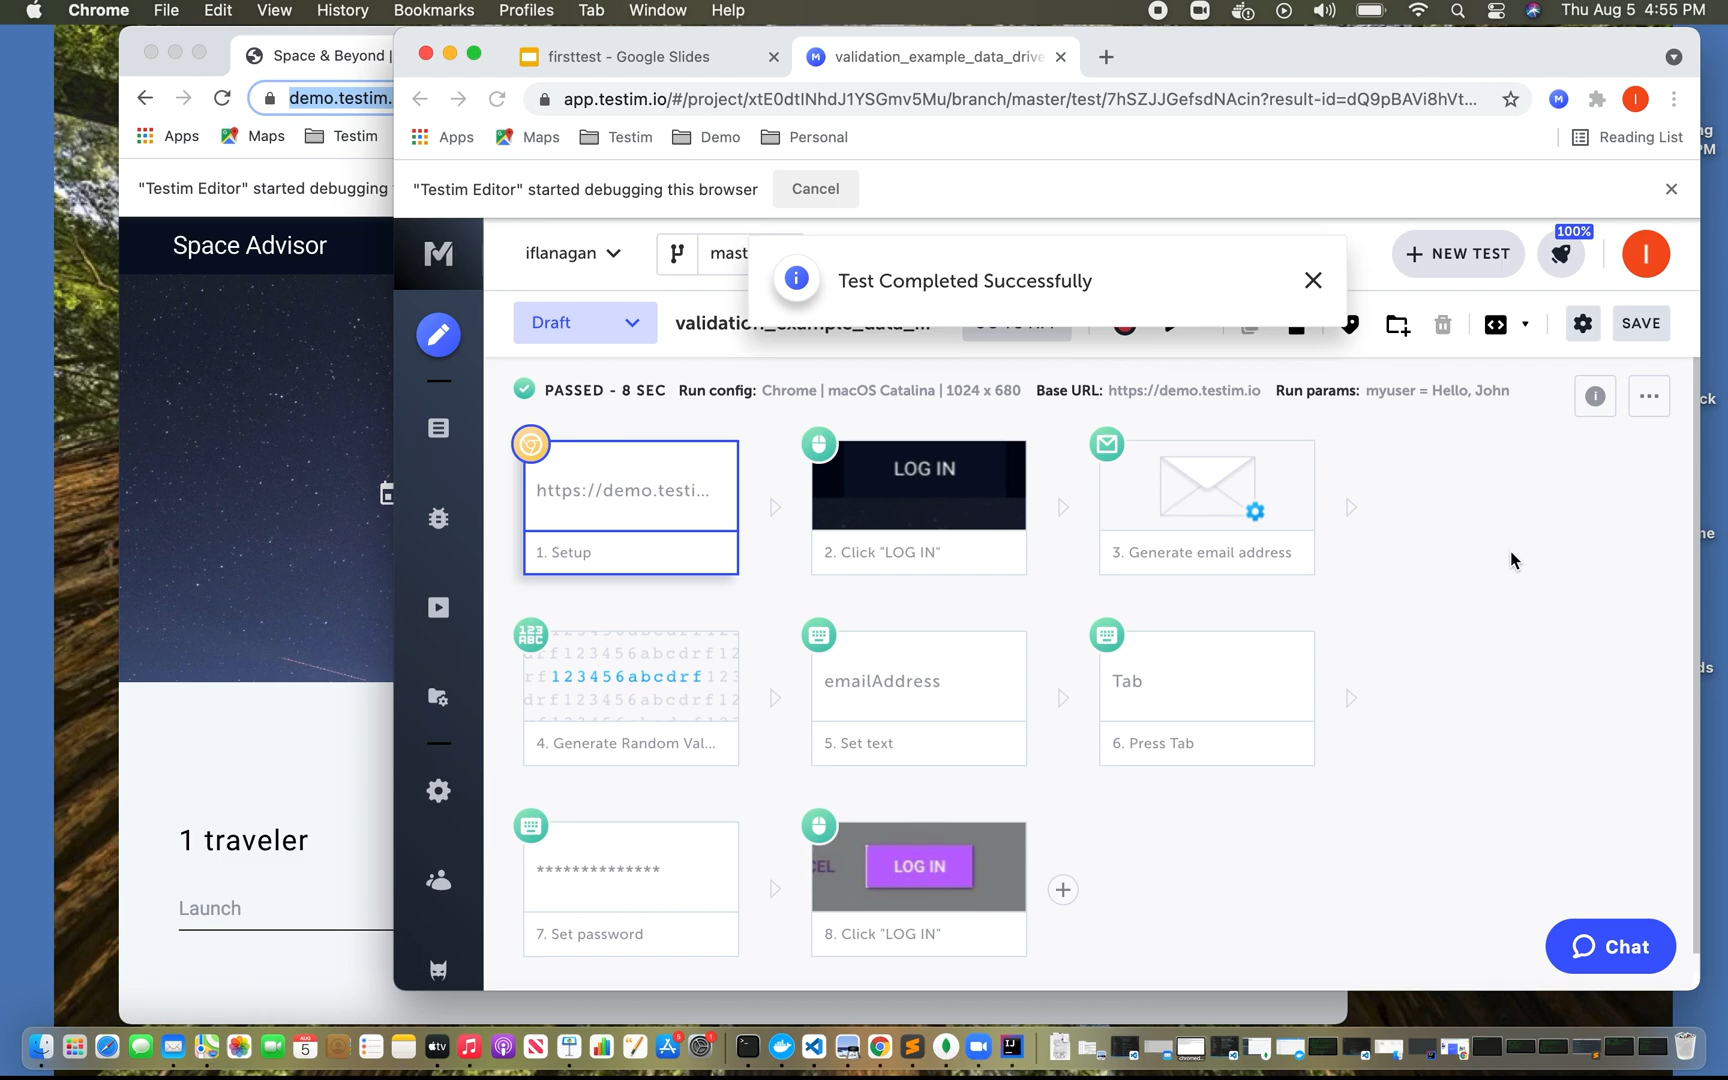 Chrome File Edit View History Bookmarks Profiles Tab Window Help Thu Aug 5 4:55 PM
Space & Beyond |
firsttest - Google Slides
validation_example_data_drive
demo.testim.
app.testim.io/#/project/xtE0dtINhdJ1YSGmv5Mu/branch/master/test/7hSZJJGefsdNAcin?result-id=dQ9pBAVi8hVt...
Apps Maps Testim
Apps Maps Testim Demo Personal Reading List
"Testim Editor" started debugging
"Testim Editor" started debugging this browser Cancel
Space Advisor
iflanagan mast
NEW TEST
100%
I
Test Completed Successfully
Draft
SAVE
PASSED - 8 SEC Run config: Chrome | macOS Catalina | 1024 x 680 Base URL: https://demo.testim.io Run params: myuser = Hello, John
https://demo.testi...
1. Setup
LOG IN
2. Click "LOG IN"
3. Generate email address
123
ABC
123456abcdrf
4. Generate Random Val...
emailAddress
5. Set text
Tab
6. Press Tab
1 traveler
Launch
**************
7. Set password
CEL LOG IN
8. Click "LOG IN"
Chat